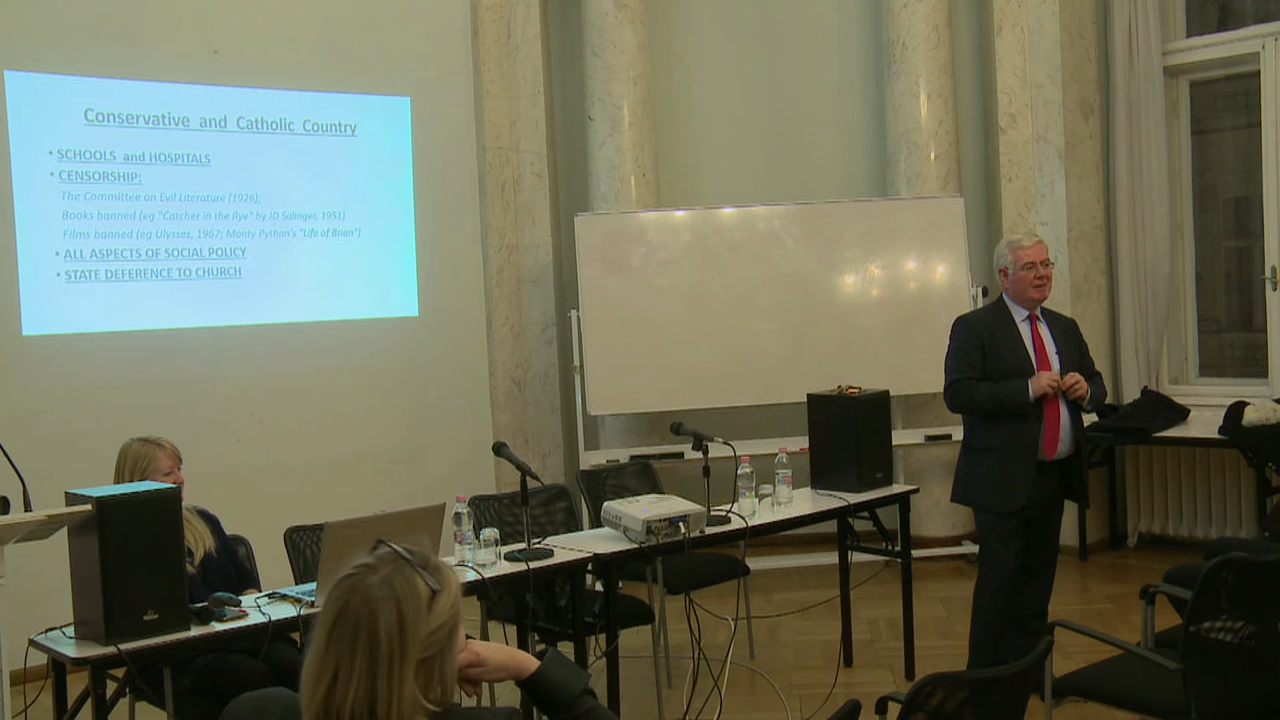 Conservative and Catholic Country
• SCHOOLS and HOSPITALS
• CENSORSHIP:
The Committee on Evil Literature (1926);
Books banned (eg "Catcher in the Rye" by JD Salinger, 1951)
Films banned (eg Ulysses, 1967; Monty Python's "Life of Brian")
• ALL ASPECTS OF SOCIAL POLICY
• STATE DEFERENCE TO CHURCH